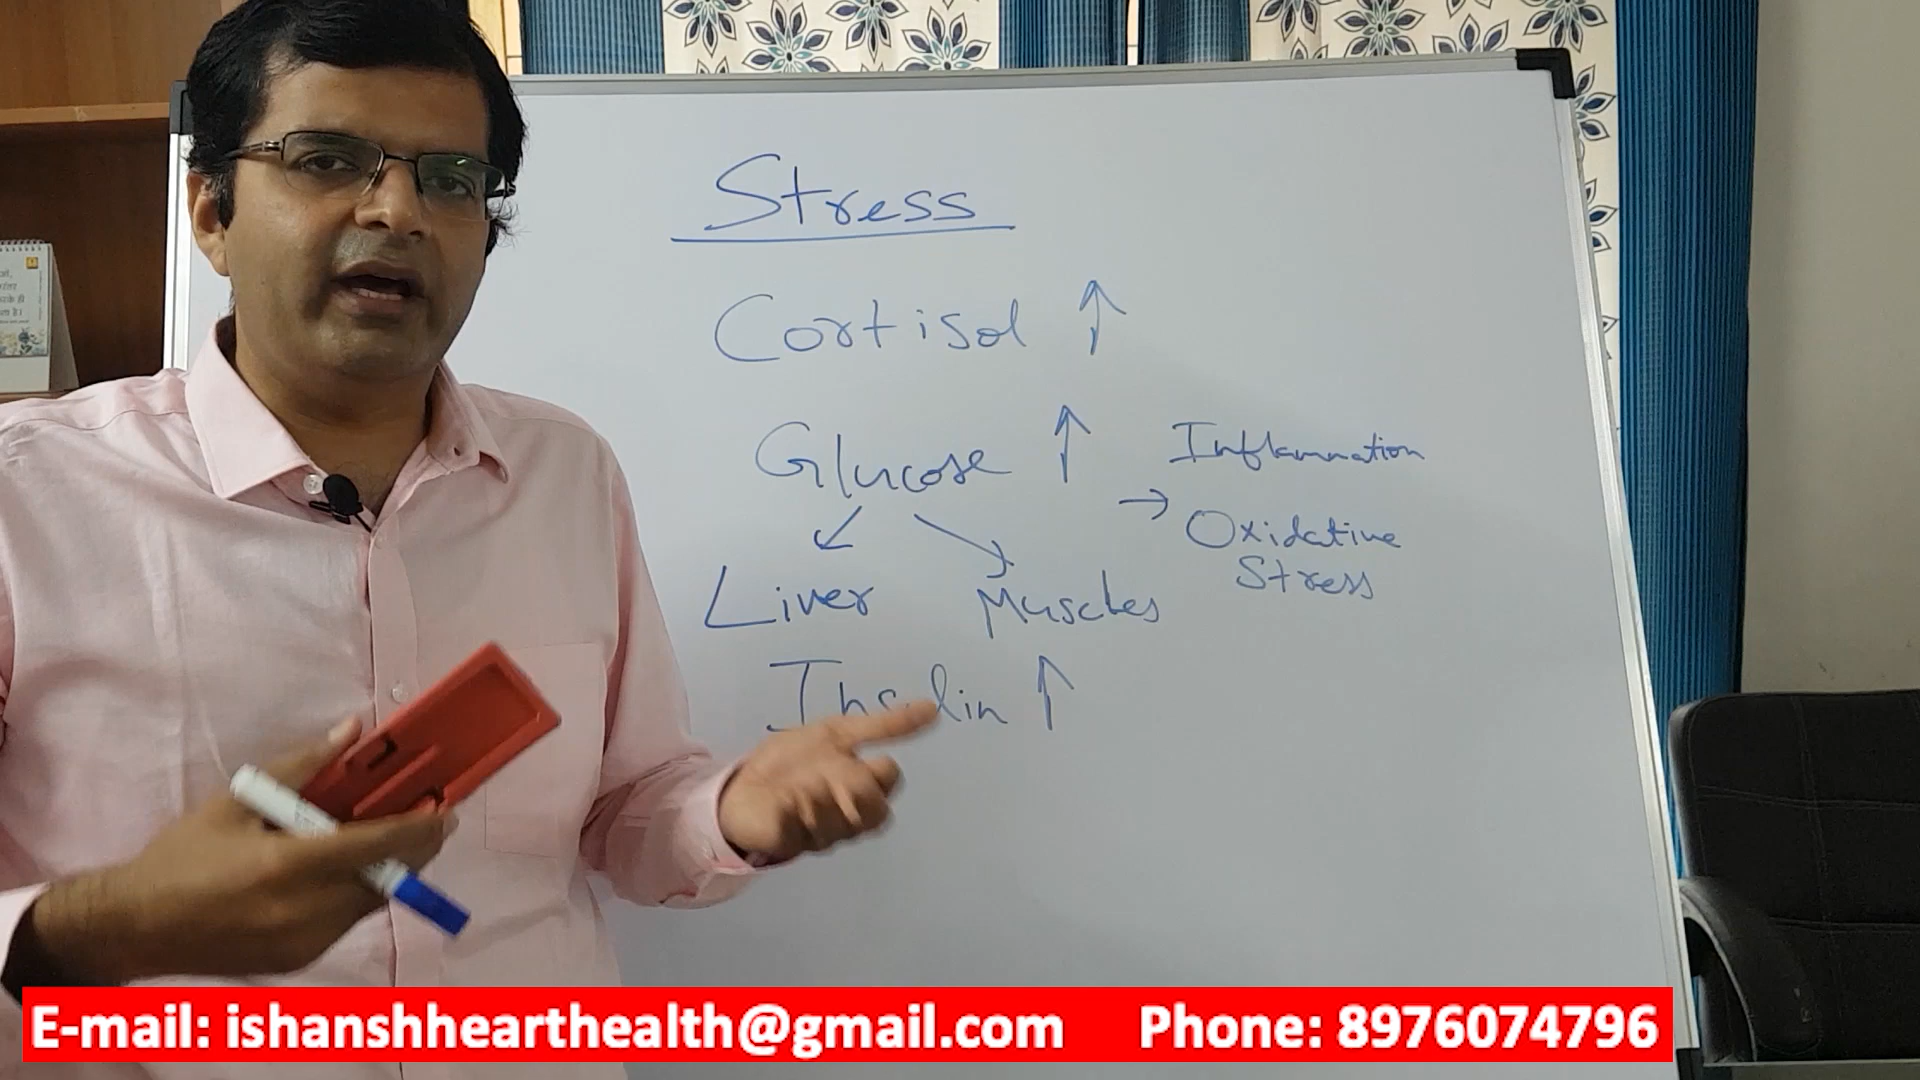 Stress
Cortisol ↑
Glucose ↑
Inflammation
→ Oxidative
Stress
Liver Muscles
Insulin ↑
E-mail: ishanshhearthealth@gmail.com Phone: 8976074796